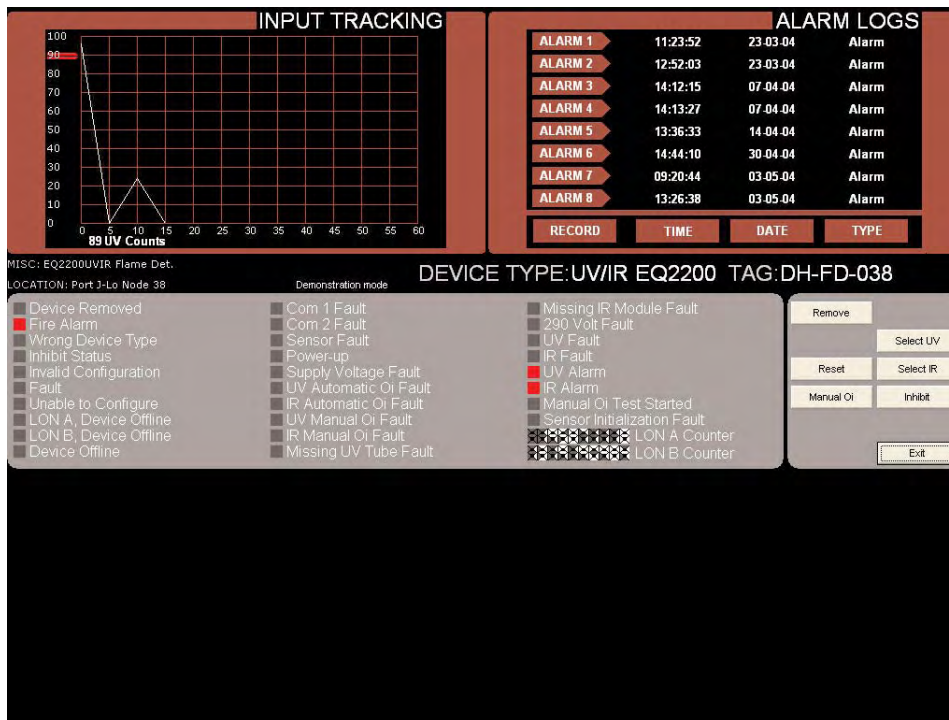 INPUT TRACKING
100
90
80
70
60
50
40
30
20
10
0
0 5 10 15 20 25 30 35 40 45 50 55 60
89 UV Counts
ALARM LOGS
ALARM 1 11:23:52 23-03-04 Alarm
ALARM 2 12:52:03 23-03-04 Alarm
ALARM 3 14:12:15 07-04-04 Alarm
ALARM 4 14:13:27 07-04-04 Alarm
ALARM 5 13:36:33 14-04-04 Alarm
ALARM 6 14:44:10 30-04-04 Alarm
ALARM 7 09:20:44 03-05-04 Alarm
ALARM 8 13:26:38 03-05-04 Alarm
RECORD TIME DATE TYPE
MISC: EQ2200UVIR Flame Det.
LOCATION: Port J-Lo Node 38
Demonstration mode
DEVICE TYPE:UV/IR EQ2200 TAG:DH-FD-038
Device Removed
Fire Alarm
Wrong Device Type
Inhibit Status
Invalid Configuration
Fault
Unable to Configure
LON A, Device Offline
LON B, Device Offline
Device Offline
Com 1 Fault
Com 2 Fault
Sensor Fault
Power-up
Supply Voltage Fault
UV Automatic Oi Fault
IR Automatic Oi Fault
UV Manual Oi Fault
IR Manual Oi Fault
Missing UV Tube Fault
Missing IR Module Fault
290 Volt Fault
UV Fault
IR Fault
UV Alarm
IR Alarm
Manual Oi Test Started
Sensor Initialization Fault
LON A Counter
LON B Counter
Remove
Select UV
Reset Select IR
Manual Oi Inhibit
Exit